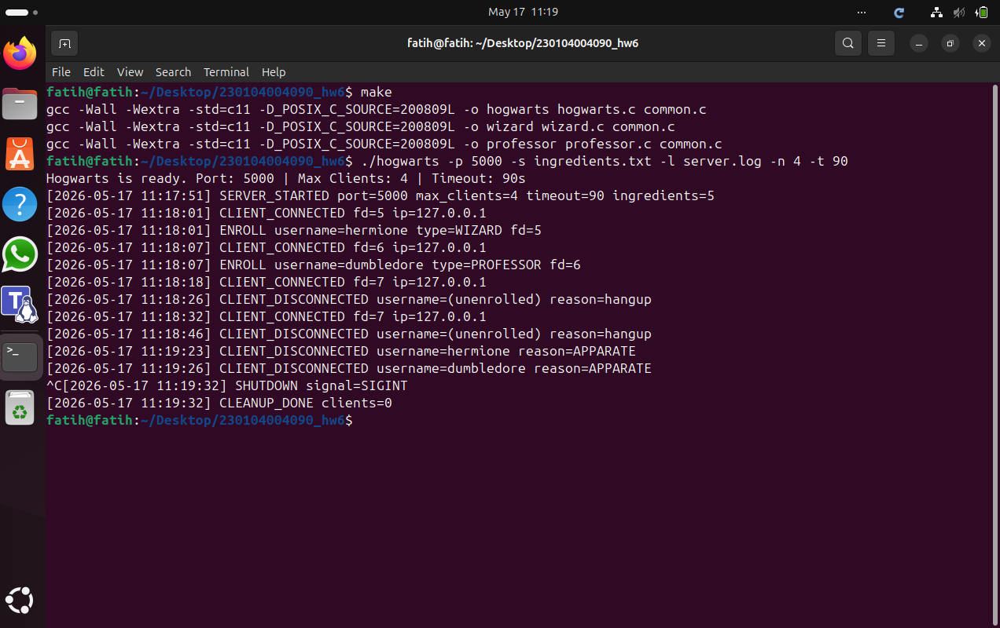 May 17 11:19
fatih@fatih: ~/Desktop/230104004090_hw6
File Edit View Search Terminal Help
fatih@fatih:~/Desktop/230104004090_hw6$ make
gcc -Wall -Wextra -std=c11 -D_POSIX_C_SOURCE=200809L -o hogwarts hogwarts.c common.c
gcc -Wall -Wextra -std=c11 -D_POSIX_C_SOURCE=200809L -o wizard wizard.c common.c
gcc -Wall -Wextra -std=c11 -D_POSIX_C_SOURCE=200809L -o professor professor.c common.c
fatih@fatih:~/Desktop/230104004090_hw6$ ./hogwarts -p 5000 -s ingredients.txt -l server.log -n 4 -t 90
Hogwarts is ready. Port: 5000 | Max Clients: 4 | Timeout: 90s
[2026-05-17 11:17:51] SERVER_STARTED port=5000 max_clients=4 timeout=90 ingredients=5
[2026-05-17 11:18:01] CLIENT_CONNECTED fd=5 ip=127.0.0.1
[2026-05-17 11:18:01] ENROLL username=hermione type=WIZARD fd=5
[2026-05-17 11:18:07] CLIENT_CONNECTED fd=6 ip=127.0.0.1
[2026-05-17 11:18:07] ENROLL username=dumbledore type=PROFESSOR fd=6
[2026-05-17 11:18:18] CLIENT_CONNECTED fd=7 ip=127.0.0.1
[2026-05-17 11:18:26] CLIENT_DISCONNECTED username=(unenrolled) reason=hangup
[2026-05-17 11:18:32] CLIENT_CONNECTED fd=7 ip=127.0.0.1
[2026-05-17 11:18:46] CLIENT_DISCONNECTED username=(unenrolled) reason=hangup
[2026-05-17 11:19:23] CLIENT_DISCONNECTED username=hermione reason=APPARATE
[2026-05-17 11:19:26] CLIENT_DISCONNECTED username=dumbledore reason=APPARATE
^C[2026-05-17 11:19:32] SHUTDOWN signal=SIGINT
[2026-05-17 11:19:32] CLEANUP_DONE clients=0
fatih@fatih:~/Desktop/230104004090_hw6$